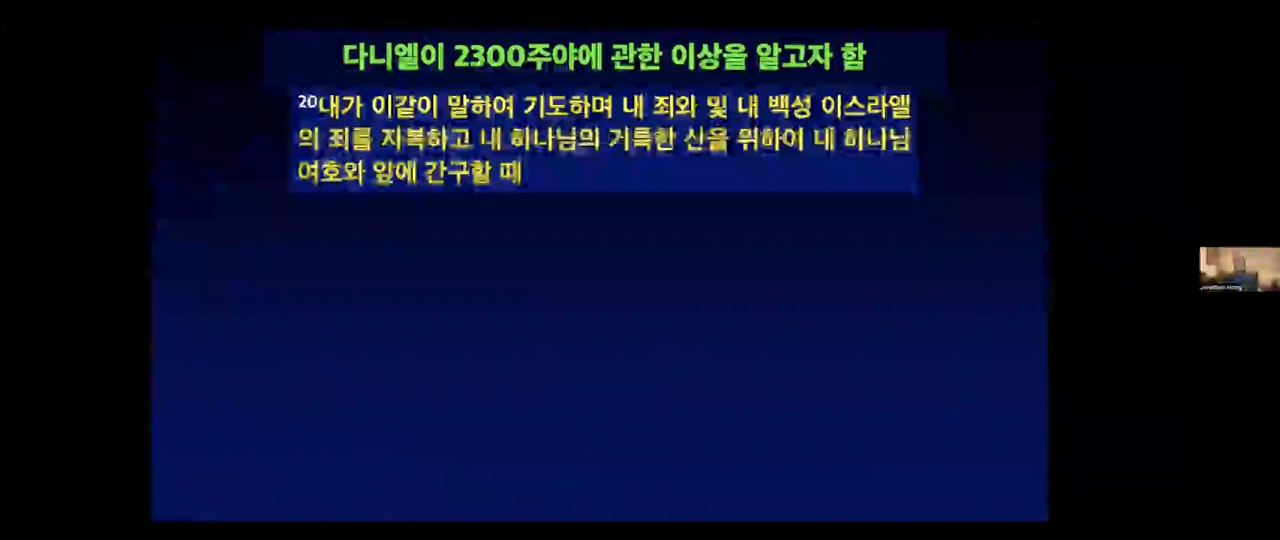 다니엘이 2300주야에 관한 이상을 알고자 함
20내가 이같이 말하여 기도하며 내 죄와 및 내 백성 이스라엘
의 죄를 자복하고 내 하나님의 거룩한 산을 위하여 내 하나님
여호와 앞에 간구할 때